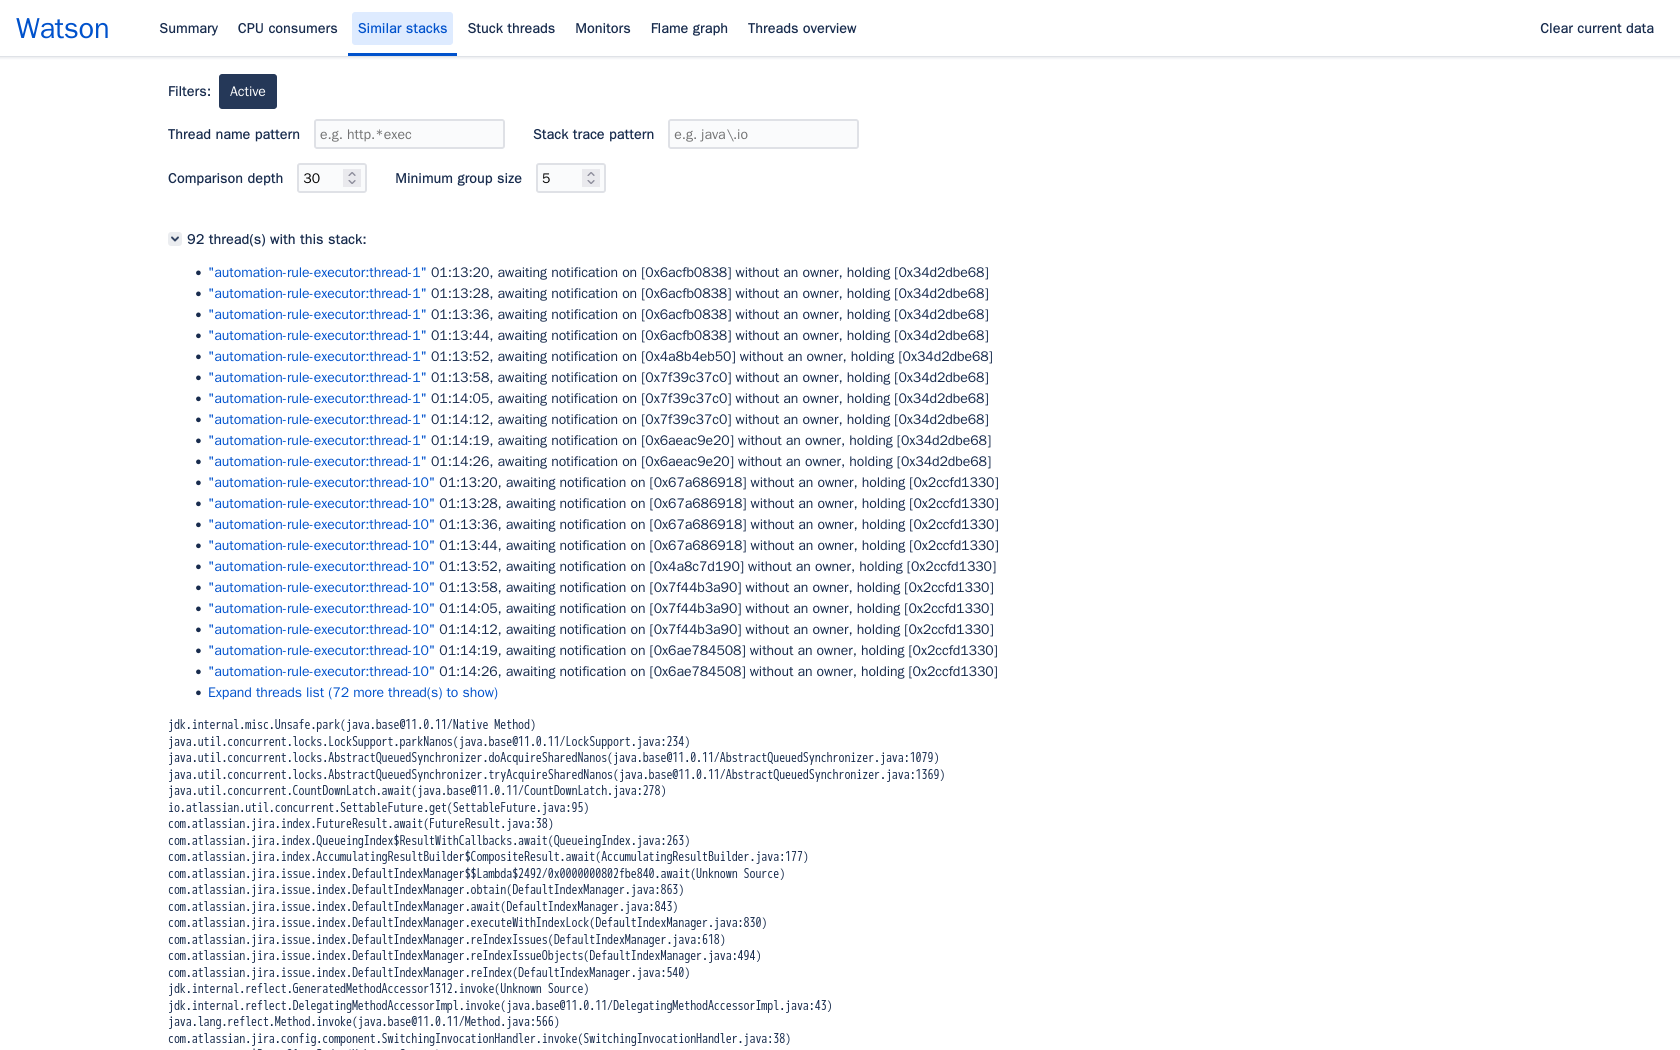 Watson Summary CPU consumers Similar stacks Stuck threads Monitors Flame graph Threads overview Clear current data
Filters: Active
Thread name pattern e.g. http.*exec Stack trace pattern e.g. java\.io
Comparison depth 30 Minimum group size 5
92 thread(s) with this stack:
• "automation-rule-executor:thread-1" 01:13:20, awaiting notification on [0x6acfb0838] without an owner, holding [0x34d2dbe68]
• "automation-rule-executor:thread-1" 01:13:28, awaiting notification on [0x6acfb0838] without an owner, holding [0x34d2dbe68]
• "automation-rule-executor:thread-1" 01:13:36, awaiting notification on [0x6acfb0838] without an owner, holding [0x34d2dbe68]
• "automation-rule-executor:thread-1" 01:13:44, awaiting notification on [0x6acfb0838] without an owner, holding [0x34d2dbe68]
• "automation-rule-executor:thread-1" 01:13:52, awaiting notification on [0x4a8b4eb50] without an owner, holding [0x34d2dbe68]
• "automation-rule-executor:thread-1" 01:13:58, awaiting notification on [0x7f39c37c0] without an owner, holding [0x34d2dbe68]
• "automation-rule-executor:thread-1" 01:14:05, awaiting notification on [0x7f39c37c0] without an owner, holding [0x34d2dbe68]
• "automation-rule-executor:thread-1" 01:14:12, awaiting notification on [0x7f39c37c0] without an owner, holding [0x34d2dbe68]
• "automation-rule-executor:thread-1" 01:14:19, awaiting notification on [0x6aeac9e20] without an owner, holding [0x34d2dbe68]
• "automation-rule-executor:thread-1" 01:14:26, awaiting notification on [0x6aeac9e20] without an owner, holding [0x34d2dbe68]
• "automation-rule-executor:thread-10" 01:13:20, awaiting notification on [0x67a686918] without an owner, holding [0x2ccfd1330]
• "automation-rule-executor:thread-10" 01:13:28, awaiting notification on [0x67a686918] without an owner, holding [0x2ccfd1330]
• "automation-rule-executor:thread-10" 01:13:36, awaiting notification on [0x67a686918] without an owner, holding [0x2ccfd1330]
• "automation-rule-executor:thread-10" 01:13:44, awaiting notification on [0x67a686918] without an owner, holding [0x2ccfd1330]
• "automation-rule-executor:thread-10" 01:13:52, awaiting notification on [0x4a8c7d190] without an owner, holding [0x2ccfd1330]
• "automation-rule-executor:thread-10" 01:13:58, awaiting notification on [0x7f44b3a90] without an owner, holding [0x2ccfd1330]
• "automation-rule-executor:thread-10" 01:14:05, awaiting notification on [0x7f44b3a90] without an owner, holding [0x2ccfd1330]
• "automation-rule-executor:thread-10" 01:14:12, awaiting notification on [0x7f44b3a90] without an owner, holding [0x2ccfd1330]
• "automation-rule-executor:thread-10" 01:14:19, awaiting notification on [0x6ae784508] without an owner, holding [0x2ccfd1330]
• "automation-rule-executor:thread-10" 01:14:26, awaiting notification on [0x6ae784508] without an owner, holding [0x2ccfd1330]
• Expand threads list (72 more thread(s) to show)
jdk.internal.misc.Unsafe.park(java.base@11.0.11/Native Method)
java.util.concurrent.locks.LockSupport.parkNanos(java.base@11.0.11/LockSupport.java:234)
java.util.concurrent.locks.AbstractQueuedSynchronizer.doAcquireSharedNanos(java.base@11.0.11/AbstractQueuedSynchronizer.java:1079)
java.util.concurrent.locks.AbstractQueuedSynchronizer.tryAcquireSharedNanos(java.base@11.0.11/AbstractQueuedSynchronizer.java:1369)
java.util.concurrent.CountDownLatch.await(java.base@11.0.11/CountDownLatch.java:278)
io.atlassian.util.concurrent.SettableFuture.get(SettableFuture.java:95)
com.atlassian.jira.index.FutureResult.await(FutureResult.java:38)
com.atlassian.jira.index.QueueingIndex$ResultWithCallbacks.await(QueueingIndex.java:263)
com.atlassian.jira.index.AccumulatingResultBuilder$CompositeResult.await(AccumulatingResultBuilder.java:177)
com.atlassian.jira.issue.index.DefaultIndexManager$$Lambda$2492/0x0000000802fbe840.await(Unknown Source)
com.atlassian.jira.issue.index.DefaultIndexManager.obtain(DefaultIndexManager.java:863)
com.atlassian.jira.issue.index.DefaultIndexManager.await(DefaultIndexManager.java:843)
com.atlassian.jira.issue.index.DefaultIndexManager.executeWithIndexLock(DefaultIndexManager.java:830)
com.atlassian.jira.issue.index.DefaultIndexManager.reIndexIssues(DefaultIndexManager.java:618)
com.atlassian.jira.issue.index.DefaultIndexManager.reIndexIssueObjects(DefaultIndexManager.java:494)
com.atlassian.jira.issue.index.DefaultIndexManager.reIndex(DefaultIndexManager.java:540)
jdk.internal.reflect.GeneratedMethodAccessor1312.invoke(Unknown Source)
jdk.internal.reflect.DelegatingMethodAccessorImpl.invoke(java.base@11.0.11/DelegatingMethodAccessorImpl.java:43)
java.lang.reflect.Method.invoke(java.base@11.0.11/Method.java:566)
com.atlassian.jira.config.component.SwitchingInvocationHandler.invoke(SwitchingInvocationHandler.java:38)